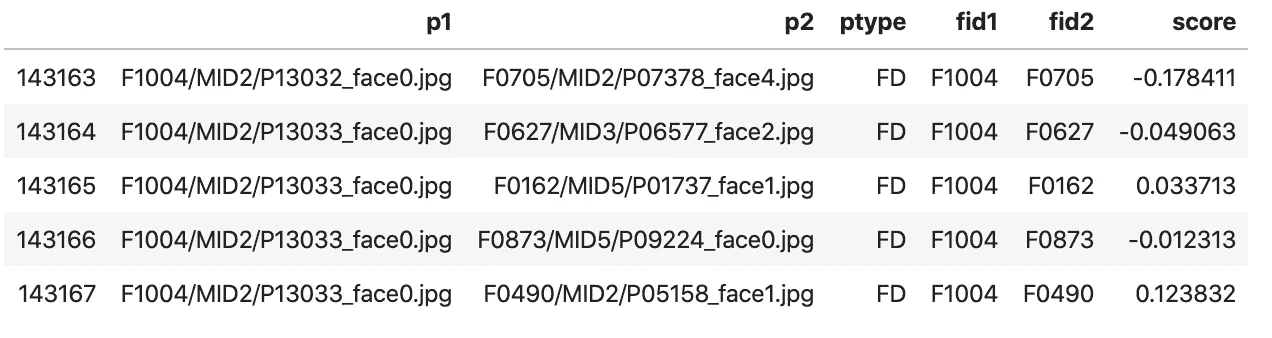 p1 p2 ptype fid1 fid2 score
143163 F1004/MID2/P13032_face0.jpg F0705/MID2/P07378_face4.jpg FD F1004 F0705 -0.178411
143164 F1004/MID2/P13033_face0.jpg F0627/MID3/P06577_face2.jpg FD F1004 F0627 -0.049063
143165 F1004/MID2/P13033_face0.jpg F0162/MID5/P01737_face1.jpg FD F1004 F0162 0.033713
143166 F1004/MID2/P13033_face0.jpg F0873/MID5/P09224_face0.jpg FD F1004 F0873 -0.012313
143167 F1004/MID2/P13033_face0.jpg F0490/MID2/P05158_face1.jpg FD F1004 F0490 0.123832